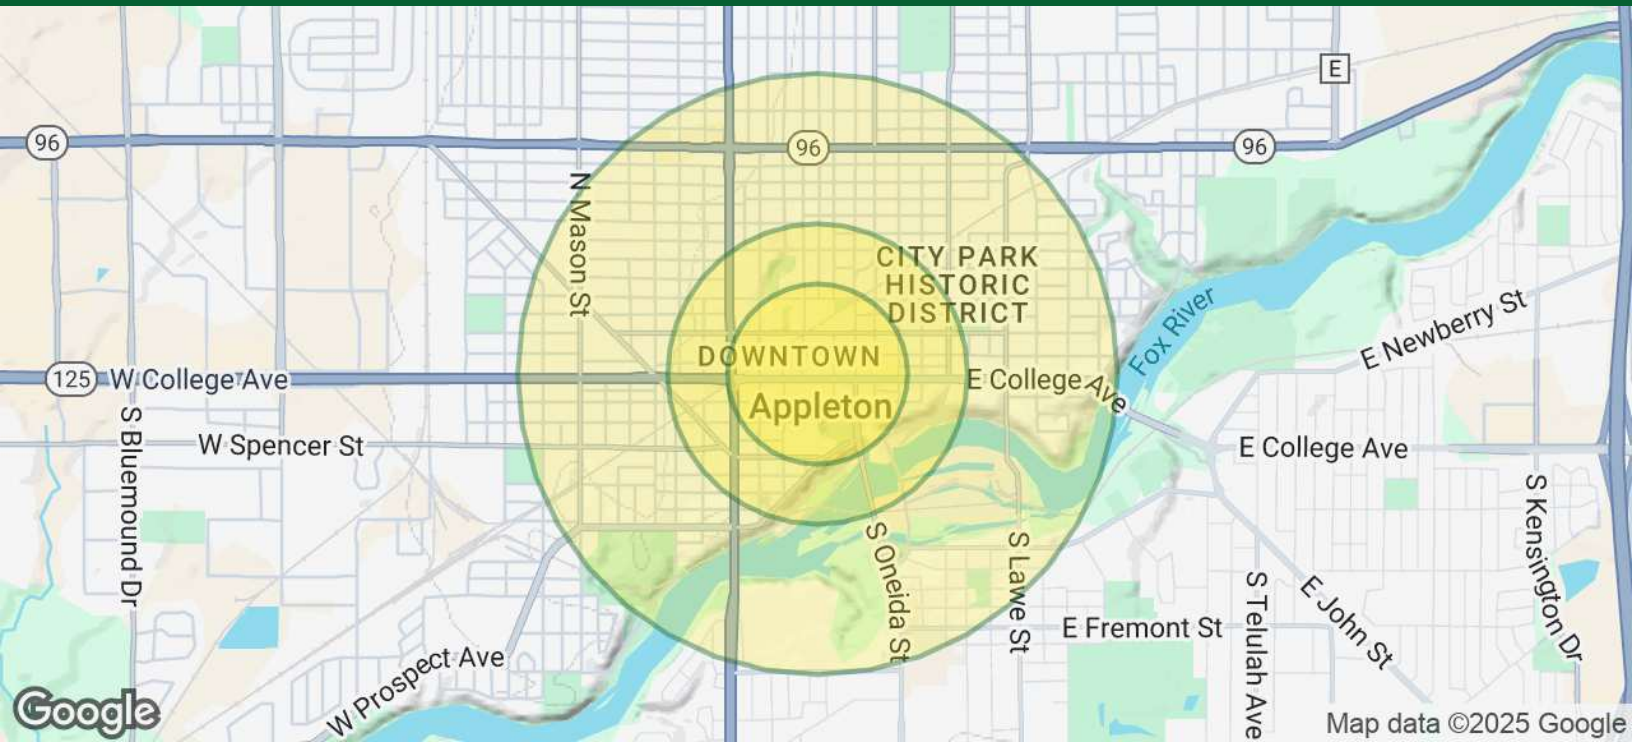 E
96
96
96
N Mason St
CITY PARK
HISTORIC
DISTRICT
Fox River
E Newberry St
DOWNTOWN
125
W College Ave
E College Ave
Appleton
W Spencer St
E College Ave
S Bluemound Dr
S Kensington Dr
S Oneida St
S Lawe St
S Telulah Ave
E John St
E Fremont St
W Prospect Ave
Google
Map data ©2025 Google